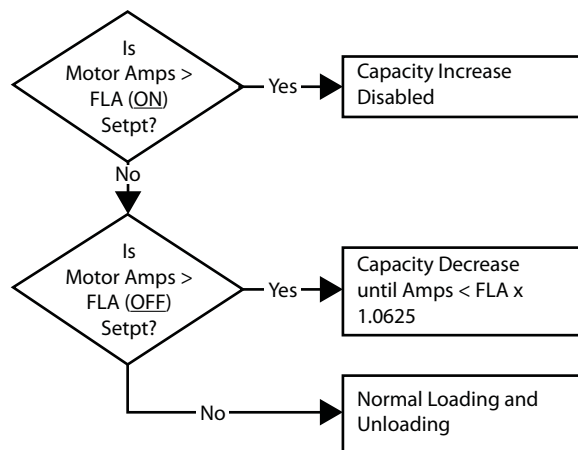 Is
Motor Amps >
FLA (ON)
Setpt?
Yes
Capacity Increase
Disabled
No
Is
Motor Amps >
FLA (OFF)
Setpt?
Yes
Capacity Decrease
until Amps < FLA x
1.0625
No
Normal Loading and
Unloading